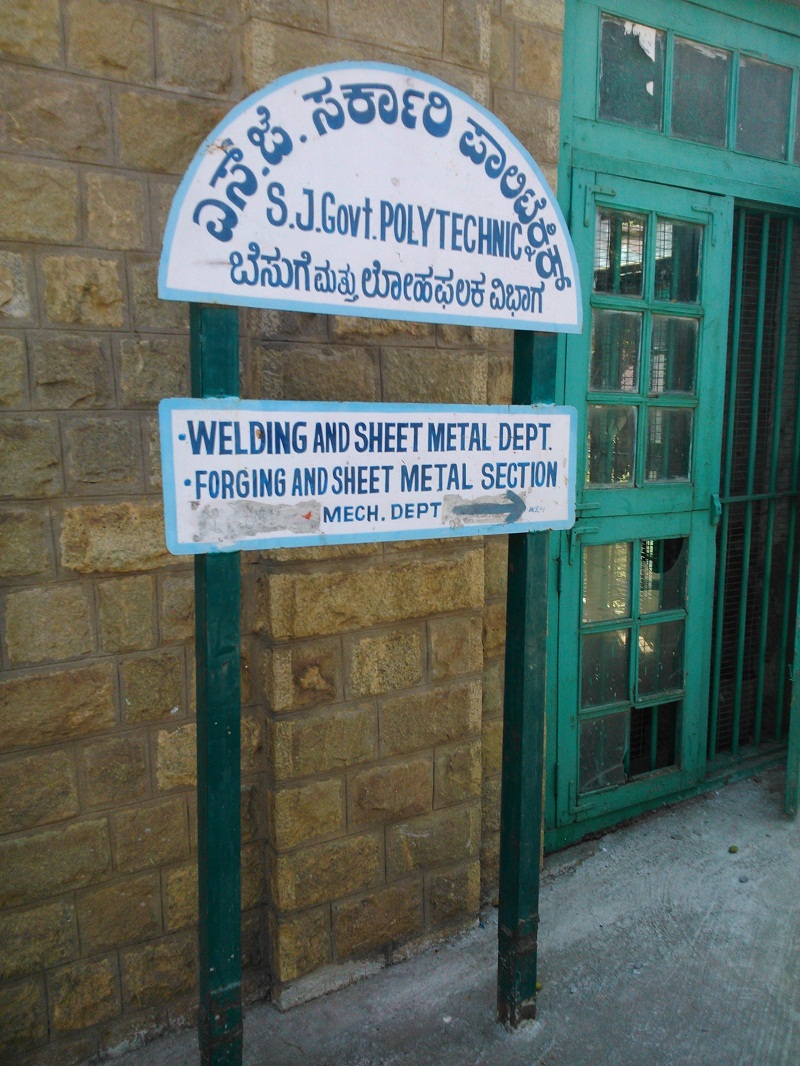 ಎಸ್.ಜೆ. ಸರ್ಕಾರಿ ಪಾಲಿಟೆಕ್ನಿಕ್
S.J.Govt.POLYTECHNIC
ಬೆಸುಗೆ ಮತ್ತು ಲೋಹಫಲಕ ವಿಭಾಗ
•WELDING AND SHEET METAL DEPT.
•FORGING AND SHEET METAL SECTION
MECH. DEPT